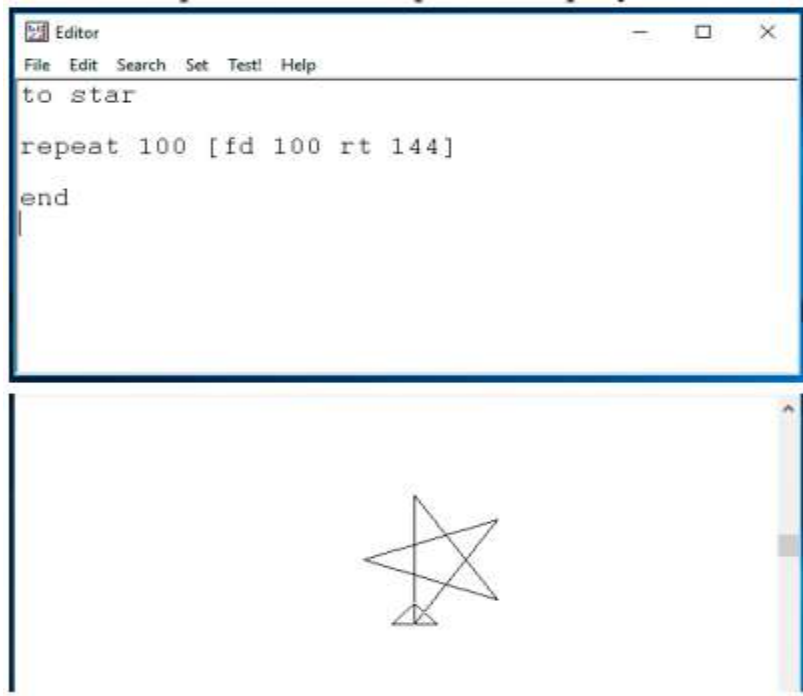 Editor
File Edit Search Set Test! Help
to star
repeat 100 [fd 100 rt 144]
end